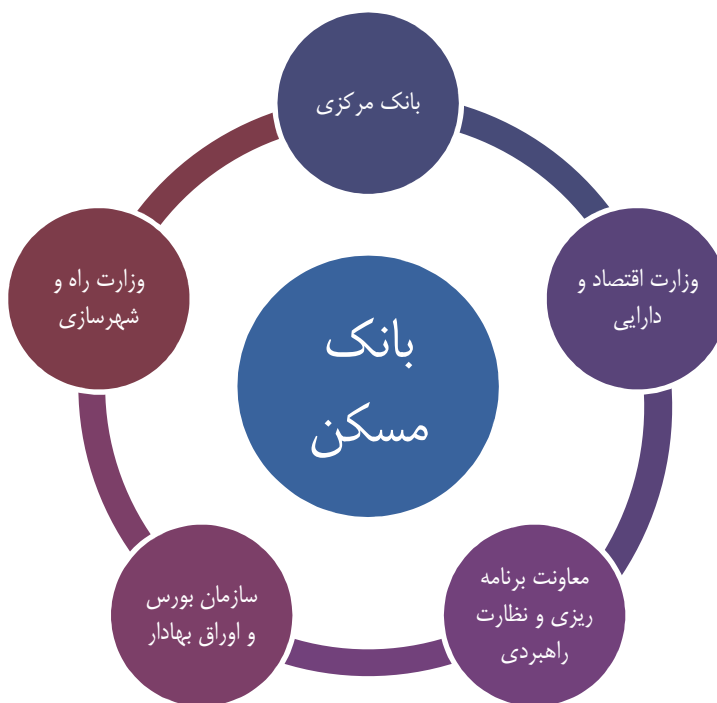 بانک مرکزی
وزارت اقتصاد و
دارایی
معاونت برنامه
ریزی و نظارت
راهبردی
سازمان بورس
و اوراق بهادار
وزارت راه و
شهرسازی
بانک
مسکن